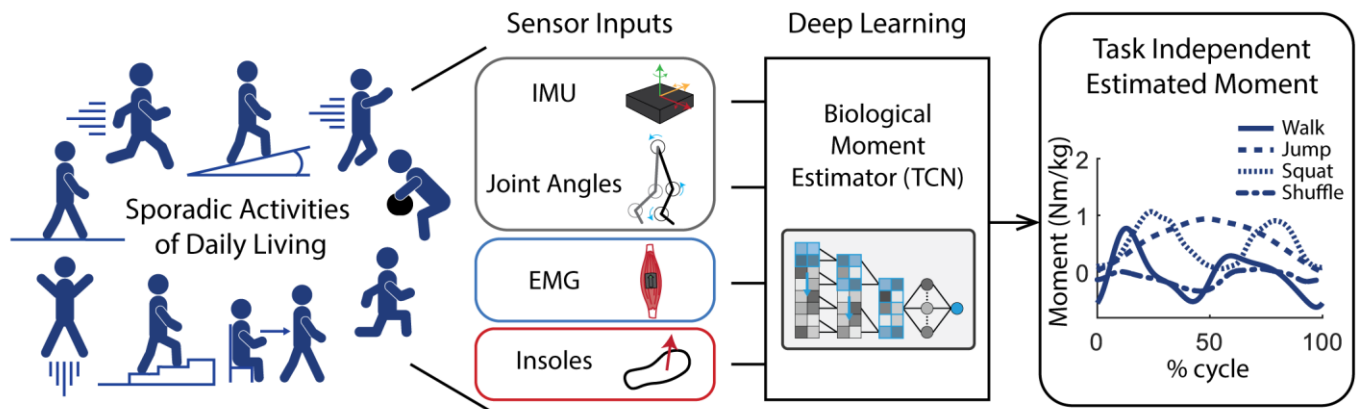 Sporadic Activities
of Daily Living
Sensor Inputs
IMU
Joint Angles
EMG
Insoles
Deep Learning
Biological
Moment
Estimator (TCN)
Task Independent
Estimated Moment
Walk
Jump
Squat
Shuffle
Moment (Nm/kg)
2
1
0
0
50
100
% cycle